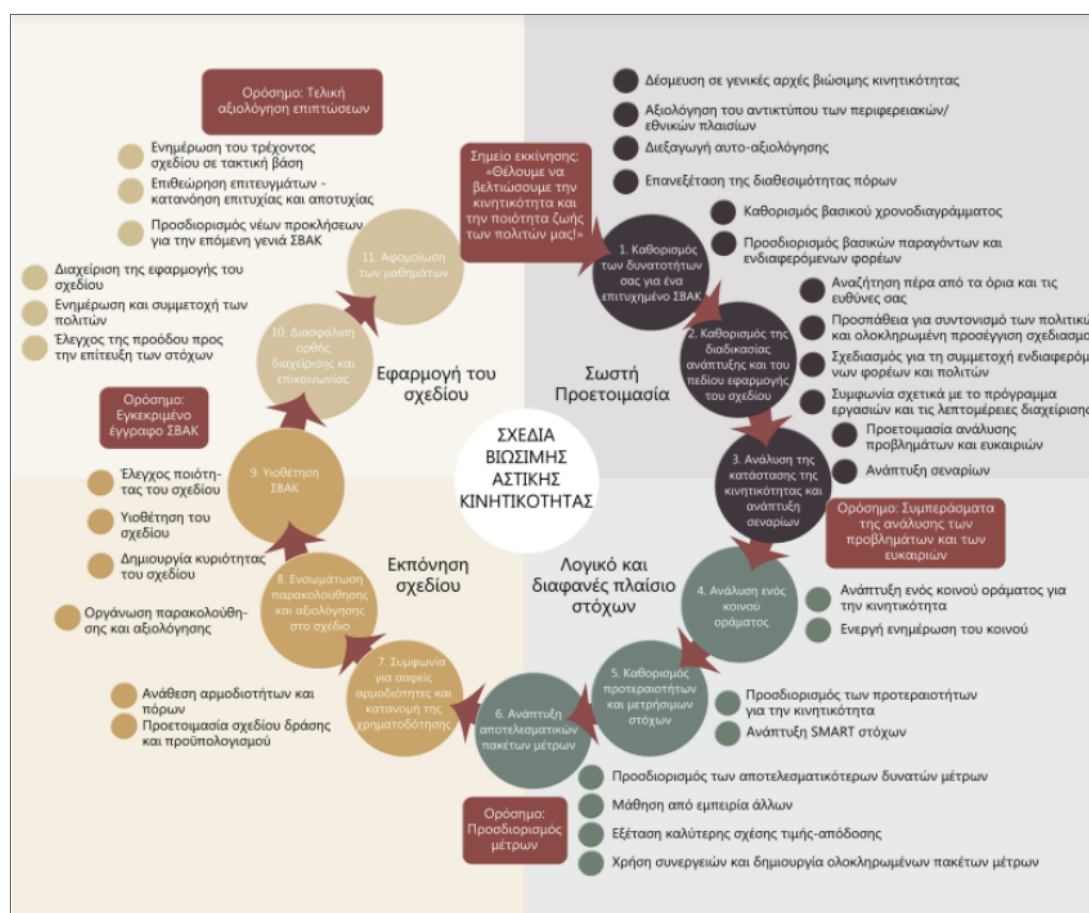 Ορόσημο: Τελική
αξιολόγηση επιπτώσεων
Ενημέρωση του τρέχοντος
σχεδίου σε τακτική βάση
Επιθεώρηση επιτευγμάτων -
κατανόηση επιτυχίας και αποτυχίας
Προσδιορισμός νέων προκλήσεων
για την επόμενη γενιά ΣΒΑΚ
Σημείο εκκίνησης:
«Θέλουμε να
βελτιώσουμε την
κινητικότητα και
την ποιότητα ζωής
των πολιτών μας!»
Δέσμευση σε γενικές αρχές βιώσιμης κινητικότητας
Αξιολόγηση του αντικτύπου των περιφερειακών/
εθνικών πλαισίων
Διεξαγωγή αυτο-αξιολόγησης
Επανεξέταση της διαθεσιμότητας πόρων
1. Καθορισμός
των δυνατοτήτων
σας για ένα
επιτυχημένο ΣΒΑΚ
Καθορισμός βασικού χρονοδιαγράμματος
Προσδιορισμός βασικών παραγόντων και
ενδιαφερόμενων φορέων
Αναζήτηση πέρα από τα όρια και τις
ευθύνες σας
Προσπάθεια για συντονισμό των πολιτικώ
και ολοκληρωμένη προσέγγιση σχεδιασμο
Σχεδιασμός για τη συμμετοχή ενδιαφερόμ
νων φορέων και πολιτών
Συμφωνία σχετικά με το πρόγραμμα
εργασιών και τις λεπτομέρειες διαχείρισης
2. Καθορισμός της
διαδικασίας
ανάπτυξης και του
πεδίου εφαρμογής
του σχεδίου
Προετοιμασία ανάλυσης
προβλημάτων και ευκαιριών
Ανάπτυξη σεναρίων
3. Ανάλυση της
κατάστασης της
κινητικότητας και
ανάπτυξη
σεναρίων
Ορόσημο: Συμπεράσματα
της ανάλυσης των
προβλημάτων και των
ευκαιριών
4. Ανάλυση ενός
κοινού
οράματος
Ανάπτυξη ενός κοινού οράματος για
την κινητικότητα
Ενεργή ενημέρωση του κοινού
5. Καθορισμός
προτεραιοτήτων
και μετρήσιμων
στόχων
Προσδιορισμός των προτεραιοτήτων
για την κινητικότητα
Ανάπτυξη SMART στόχων
6. Ανάπτυξη
αποτελεσματικών
πακέτων μέτρων
Προσδιορισμός των αποτελεσματικότερων δυνατών μέτρων
Μάθηση από εμπειρία άλλων
Εξέταση καλύτερης σχέσης τιμής-απόδοσης
Χρήση συνεργειών και δημιουργία ολοκληρωμένων πακέτων μέτρων
Ορόσημο:
Προσδιορισμός
μέτρων
7. Συμφωνία
για σαφείς
αρμοδιότητες και
κατανομή της
χρηματοδότησης
Ανάθεση αρμοδιοτήτων και
πόρων
Προετοιμασία σχεδίου δράσης
και προϋπολογισμού
8. Ενσωμάτωση
παρακολούθησης
και αξιολόγησης
στο σχέδιο
Οργάνωση παρακολούθη-
σης και αξιολόγησης
9. Υιοθέτηση
ΣΒΑΚ
Έλεγχος ποιότη-
τας του σχεδίου
Υιοθέτηση του
σχεδίου
Δημιουργία κυριότητας
του σχεδίου
Ορόσημο:
Εγκεκριμένο
έγγραφο ΣΒΑΚ
10. Διασφάλιση
ορθής
διαχείρισης και
επικοινωνίας
Διαχείριση της εφαρμογής του
σχεδίου
Ενημέρωση και συμμετοχή των
πολιτών
Έλεγχος της προόδου προς
την επίτευξη των στόχων
11. Αφομοίωση
των μαθημάτων
Εφαρμογή του
σχεδίου
Σωστή
Προετοιμασία
ΣΧΕΔΙΑ
ΒΙΩΣΙΜΗΣ
ΑΣΤΙΚΗΣ
ΚΙΝΗΤΙΚΟΤΗΤΑΣ
Εκπόνηση
σχεδίου
Λογικό και
διαφανές πλαίσιο
στόχων